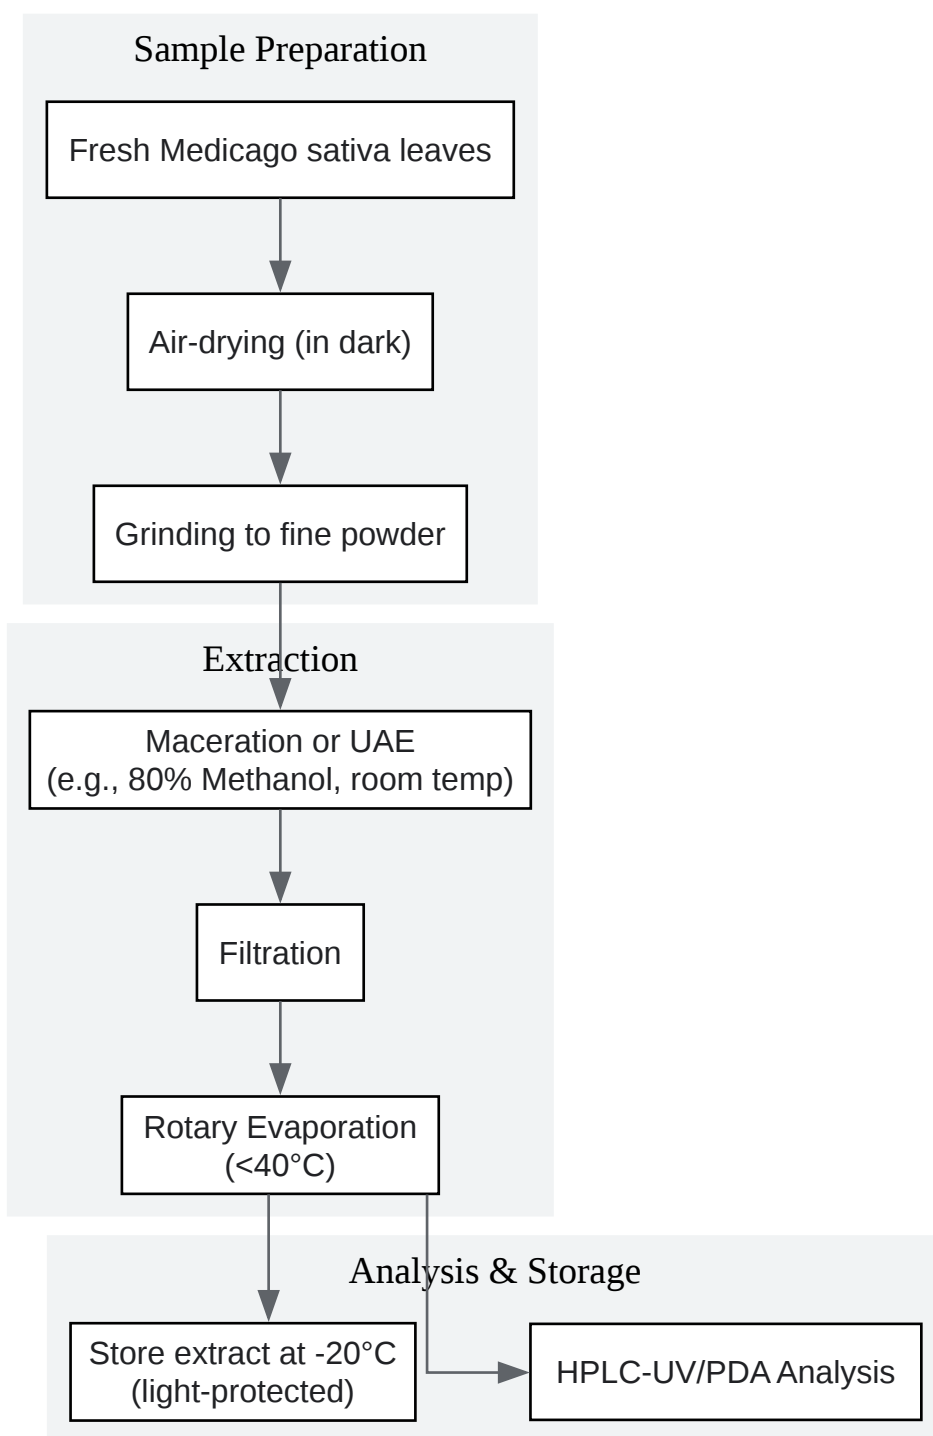 Sample Preparation
Fresh Medicago sativa leaves
Air-drying (in dark)
Grinding to fine powder
Extraction
Maceration or UAE
(e.g., 80% Methanol, room temp)
Filtration
Rotary Evaporation
(<40°C)
Analysis & Storage
Store extract at -20°C
(light-protected)
HPLC-UV/PDA Analysis